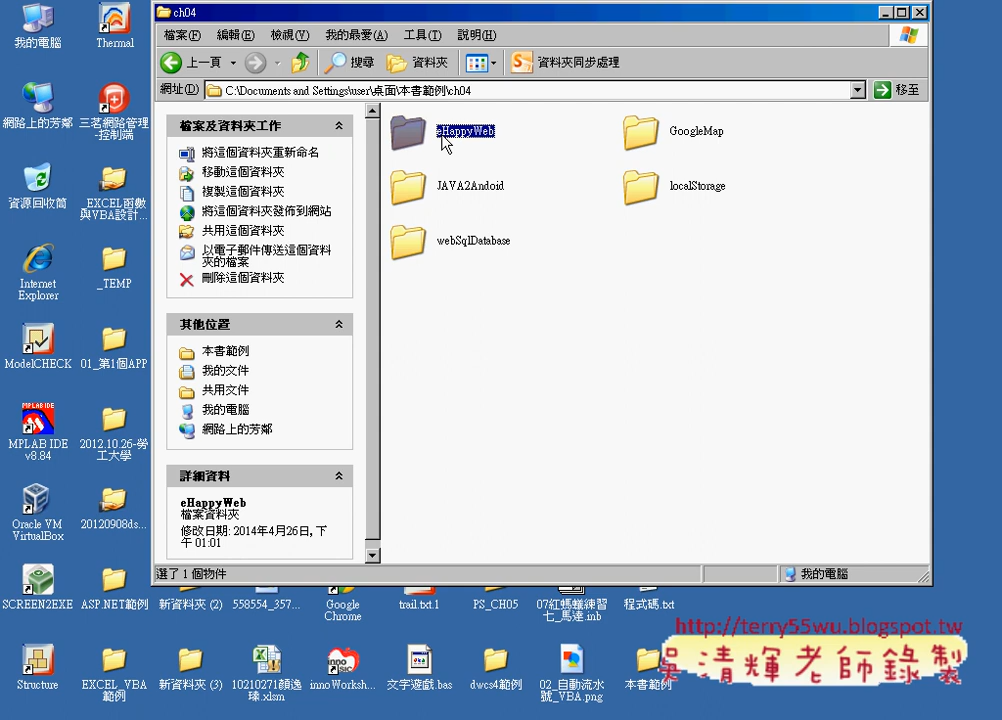 ch04
檔案(F) 編輯(E) 檢視(V) 我的最愛(A) 工具(T) 說明(H)
上一頁 搜尋 資料夾 資料夾同步處理
網址(D) C:\Documents and Settings\user\桌面\本書範例\ch04 移至
檔案及資料夾工作
將這個資料夾重新命名
移動這個資料夾
複製這個資料夾
將這個資料夾發佈到網站
共用這個資料夾
以電子郵件傳送這個資料
夾的檔案
刪除這個資料夾
其他位置
本書範例
我的文件
共用文件
我的電腦
網路上的芳鄰
詳細資料
eHappyWeb
檔案資料夾
修改日期: 2014年4月26日, 下
午 01:01
eHappyWeb
GoogleMap
JAVA2Andoid
localStorage
webSqlDatabase
選了 1 個物件
我的電腦
我的電腦
Thermal
網路上的芳鄰
三茗網路管理
-控制端
資源回收筒
_EXCEL函數
與VBA設計...
Internet
Explorer
_TEMP
ModelCHECK
01_第1個APP
MPLAB IDE
MPLAB IDE
v8.84
2012.10.26-勞
工大學
Oracle VM
VirtualBox
20120908ds...
SCREEN2EXE
ASP.NET範例
新資料夾 (2)
558554_357...
Google
Chrome
trail.txt.1
PS_CH05
07紅螞蟻練習
七_馬達.inb
程式碼.txt
Structure
EXCEL_VBA
範例
新資料夾 (3)
10210271顏逸
innoWorksh...
文字遊戲.bas
dwcs4範例
02_自動流水
號_VBA.png
本書範例
http://terry55wu.blogspot.tw
吳清輝老師錄製